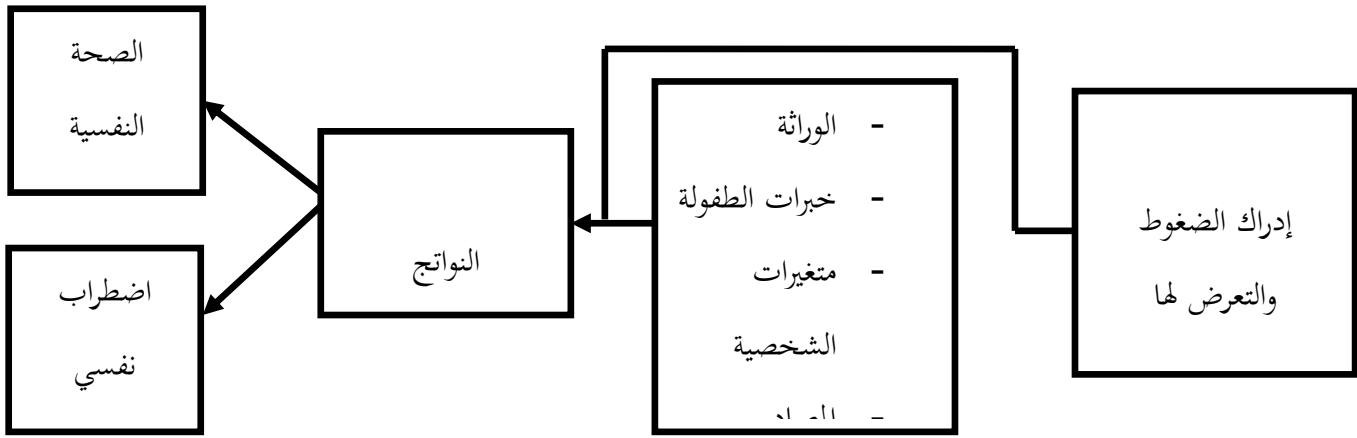 إدراك الضغوط
والتعرض لها
- الوراثة
- خبرات الطفولة
- متغيرات
الشخصية
-
النواتج
الصحة
النفسية
اضطراب
نفسي